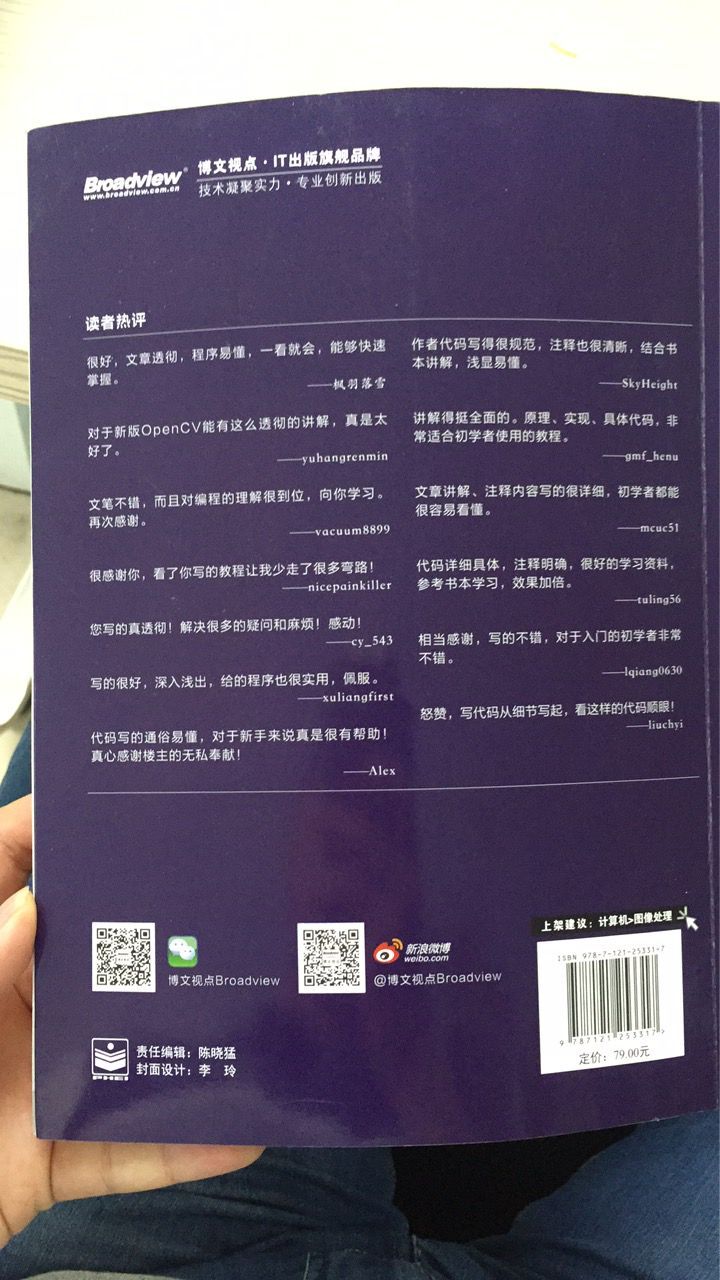 Broadview®
www.broadview.com.cn
博文视点·IT出版旗舰品牌
技术凝聚实力·专业创新出版
读者热评
很好，文章透彻，程序易懂，一看就会，能够快速
掌握。
——枫羽落雪
对于新版OpenCV能有这么透彻的讲解，真是太
好了。
——yuhangrenmin
文笔不错，而且对编程的理解很到位，向你学习。
再次感谢。
——vacuum8899
很感谢你，看了你写的教程让我少走了很多弯路！
——nicepainkiller
您写的真透彻！解决很多的疑问和麻烦！感动！
——cy_543
写的很好，深入浅出，给的程序也很实用，佩服。
——xuliangfirst
代码写的通俗易懂，对于新手来说真是很有帮助！
真心感谢楼主的无私奉献！
——Alex
作者代码写得很规范，注释也很清晰，结合书
本讲解，浅显易懂。
——SkyHeight
讲解得挺全面的。原理、实现、具体代码，非
常适合初学者使用的教程。
——gmf_henu
文章讲解、注释内容写的很详细，初学者都能
很容易看懂。
——mcuc51
代码详细具体，注释明确，很好的学习资料，
参考书本学习，效果加倍。
——tuling56
相当感谢，写的不错，对于入门的初学者非常
不错。
——lqiang0630
怒赞，写代码从细节写起，看这样的代码顺眼！
——liuchyi
博文视点Broadview
新浪微博
weibo.com
@博文视点Broadview
上架建议：计算机>图像处理
ISBN 978-7-121-25331-7
9 787121 253317>
定价：79.00元
责任编辑：陈晓猛
封面设计：李 玲